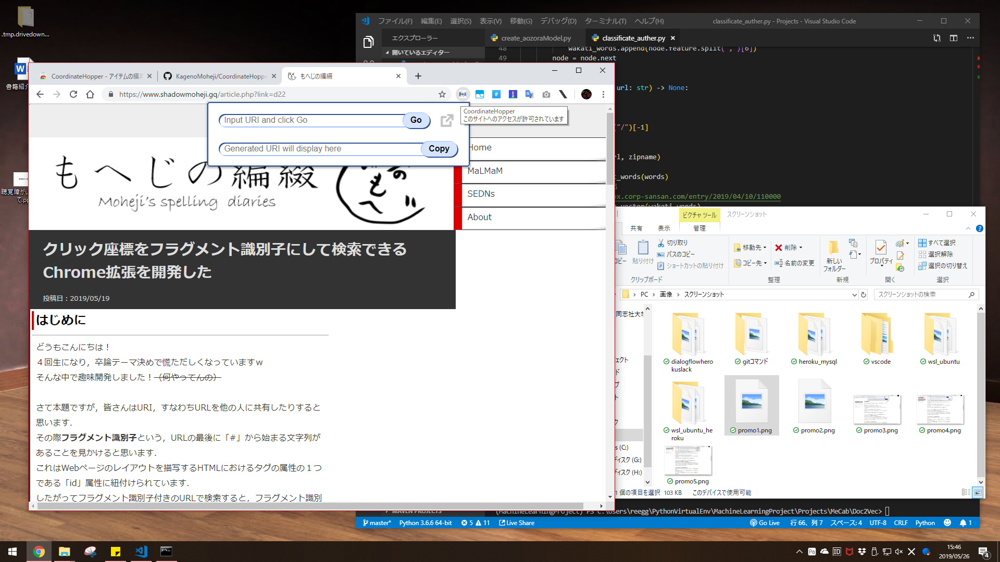 .tmp.drivedown...
書籍紹介
聴覚障がい
て.pp
ファイル(F) 編集(E) 選択(S) 表示(V) 移動(G) デバッグ(D) ターミナル(T) ヘルプ(H)
classificate_auther.py - Projects - Visual Studio Code
エクスプローラー
create_aozoraModel.py
classificate_auther.py
開いているエディター
48 wakati_words.append(node.feature.split(",")[6])
49 node = node.next
url: str) -> None:
"/")[-1]
rl, zipname)
t_words(words)
ox.corp-sansan.com/entry/2019/04/10/110000
CoordinateHopper - アイテムの編集
KagenoMoheji/CoordinateHoppe
もへじの編綴
https://www.shadowmoheji.gq/article.php?link=d22
CoordinateHopper
このサイトへのアクセスが許可されています
Input URI and click Go
Go
Generated URI will display here
Copy
Home
MaLMaM
SEDNs
About
もへじの編綴
Moheji's spelling diaries
のもへじ
クリック座標をフラグメント識別子にして検索できる
Chrome拡張を開発した
投稿日：2019/05/19
はじめに
どうもこんにちは！
４回生になり，卒論テーマ決めで慌ただしくなっていますw
そんな中で趣味開発しました！（何やってんの）
さて本題ですが，皆さんはURI，すなわちURLを他の人に共有したりすると
思います．
その際フラグメント識別子という，URLの最後に「#」から始まる文字列が
あることを見かけると思います．
これはWebページのレイアウトを描写するHTMLにおけるタグの属性の１つ
である「id」属性に紐付けられています．
したがってフラグメント識別子付きのURLで検索すると，フラグメント識別
ピクチャ ツール
スクリーンショット
共有 表示 管理
コピー
貼り付け
切り取り
パスのコピー
ショートカットの貼り付け
クリップボード
移動先
コピー先
削除
名前の変更
整理
新しい
フォルダー
新規
プロパティ
開く
すべて選択
選択解除
選択の切り替え
選択
PC › 画像 › スクリーンショット
スクリーンショットの検索
同志社大学
ェクト
ド
プ
ト
ク
s (C:)
ディスク (G:)
ディスク (H:)
dialogflowhero
kuslack
gitコマンド
heroku_mysql
vscode
wsl_ubuntu
wsl_ubuntu_he
roku
promo1.png
promo2.png
promo3.png
promo4.png
promo5.png
1 個の項目を選択 103 KB
このデバイスで使用可能
MAVEN PROJECTS
(MachineLearningProject) PS C:\Users\reegg\PythonVirtualEnv\MachineLearningProject\Projects\MeCab\Doc2Vec>
master* Python 3.6.6 64-bit 5 11 Live Share
Go Live 行 66、列 7 スペース: 4 UTF-8 CRLF Python 1
15:46
2019/05/26
4